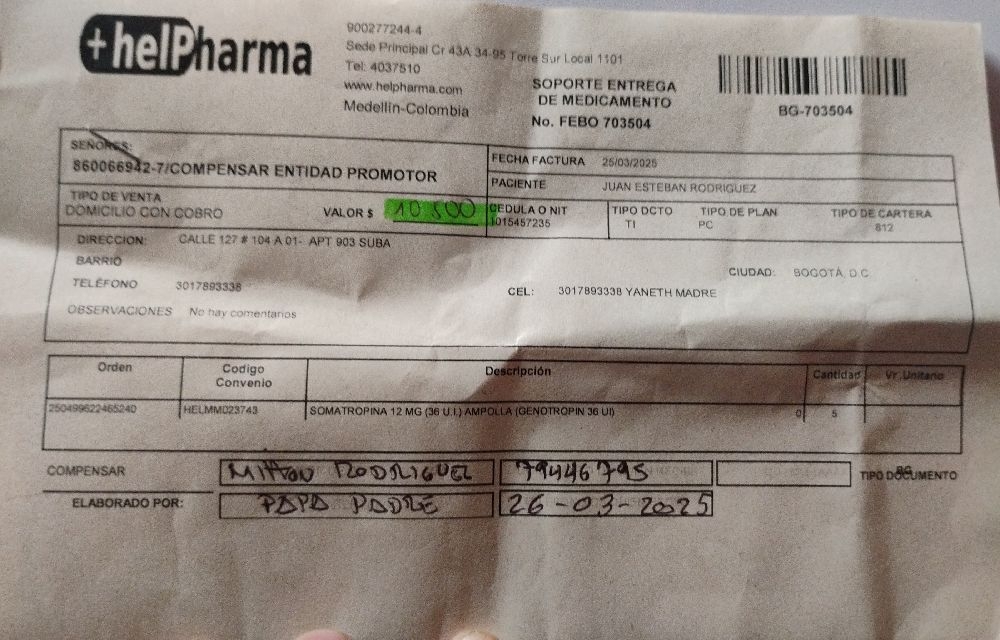 +helPharma
900277244-4
Sede Principal Cr 43A 34-95 Torre Sur Local 1101
Tel: 4037510
www.helpharma.com
Medellín-Colombia
SOPORTE ENTREGA
DE MEDICAMENTO
No. FEBO 703504
BG-703504
SEÑORES:
860066942-7/COMPENSAR ENTIDAD PROMOTOR
FECHA FACTURA 25/03/2025
PACIENTE JUAN ESTEBAN RODRIGUEZ
TIPO DE VENTA
DOMICILIO CON COBRO VALOR $ 10 500
CEDULA O NIT
1015457235
TIPO DCTO
TI
TIPO DE PLAN
PC
TIPO DE CARTERA
812
DIRECCION: CALLE 127 # 104 A 01- APT 903 SUBA
BARRIO
CIUDAD: BOGOTÁ, D.C
TELÉFONO 3017893338
CEL: 3017893338 YANETH MADRE
OBSERVACIONES No hay comentarios
Orden Codigo Convenio Descripción Cantidad Vr.Unitario
250499622465240 HELMM023743 SOMATROPINA 12 MG (36 U.I.) AMPOLLA (GENOTROPIN 36 UI) 0 5
COMPENSAR MILTON RODRIGUEZ 79446795 TIPO DOCUMENTO
ELABORADO POR: PAPA PADRE 26-03-2025